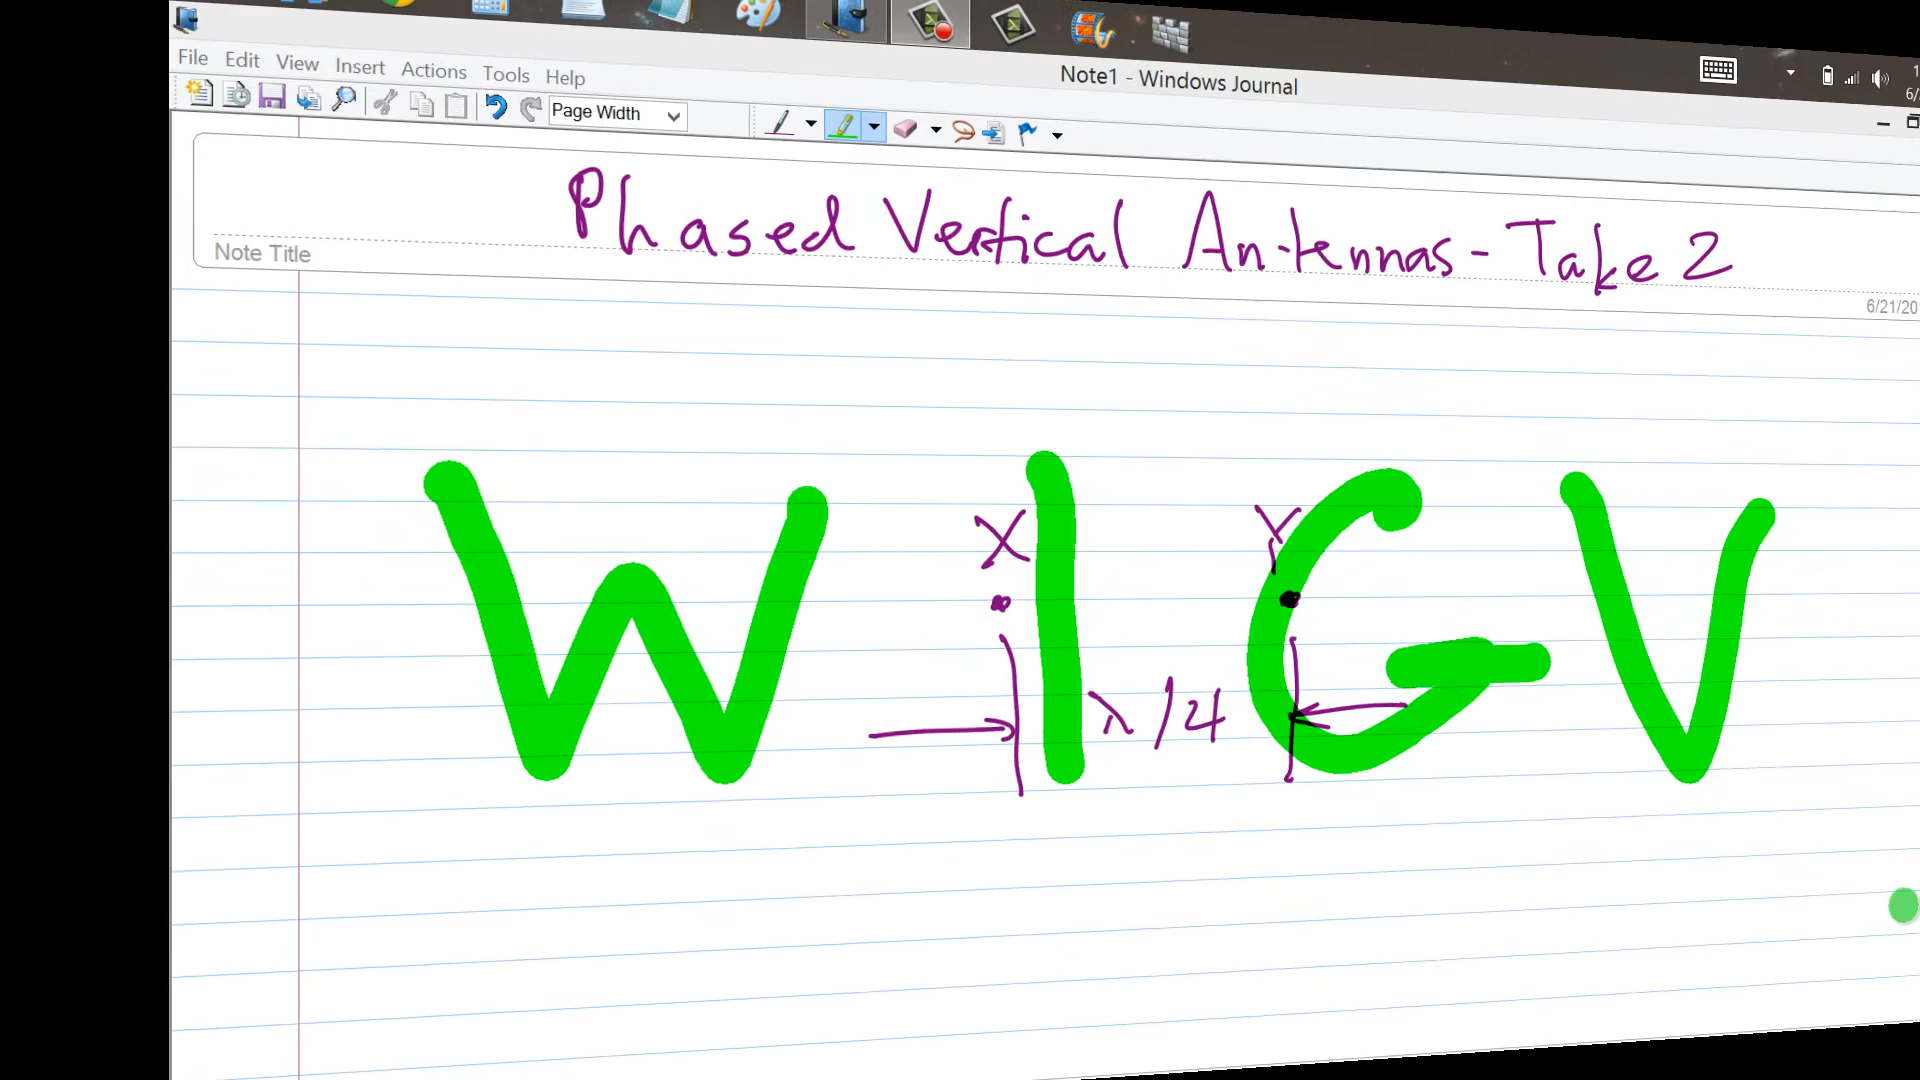 File Edit View Insert Actions Tools Help
Note1 - Windows Journal
Page Width
Phased Vertical Antennas - Take 2
Note Title
6/21/20
W1GV
X Y
λ/4